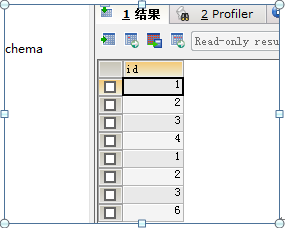 1 结果 2 Profiler
chema
Read-only resu
id
1
2
3
4
1
2
3
6